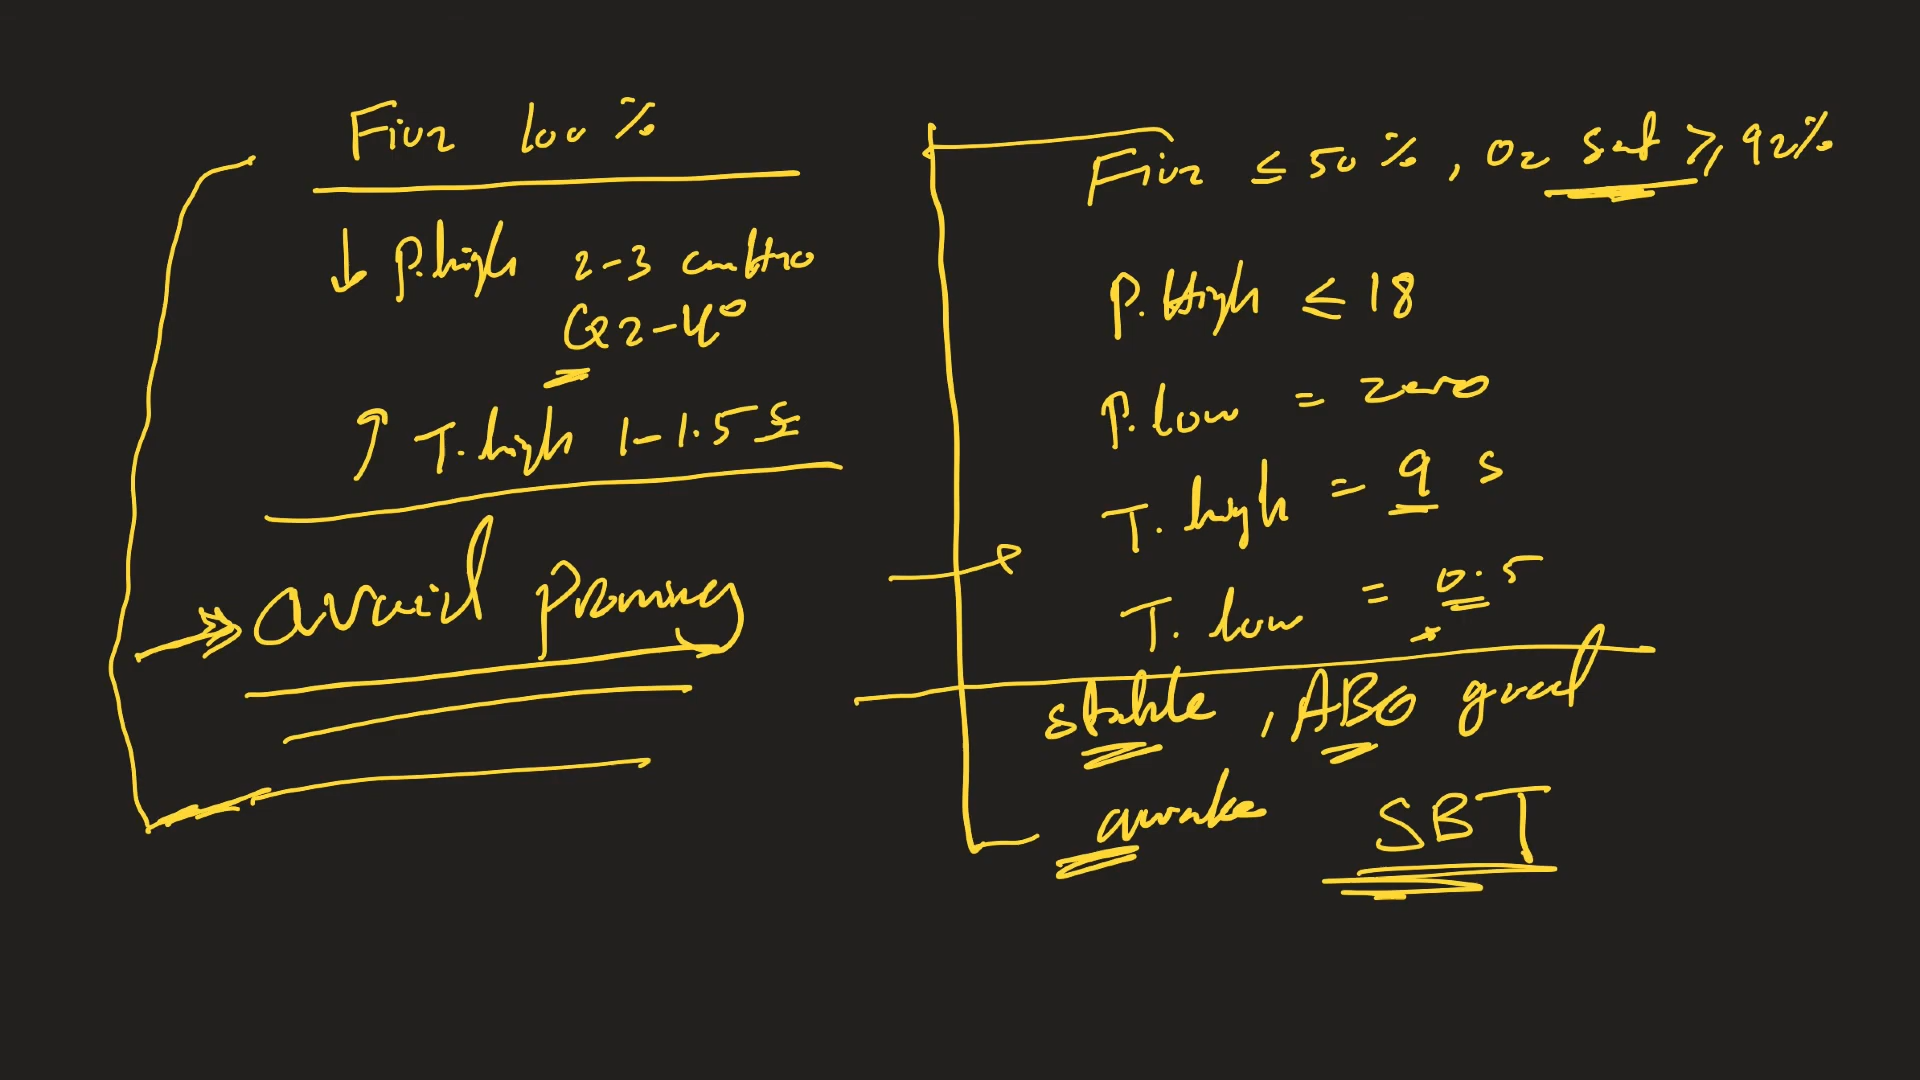 Fio2 100%
↓ P.high 2-3 cmH2O
Q2-4°
↑ T.high 1-1.5 s
avoid proning
Fio2 ≤ 50%, O2 sat ≥ 92%
P.High ≤ 18
P.low = zero
T.high = 9 s
T.low = 0.5
stable, ABG good
awake SBT